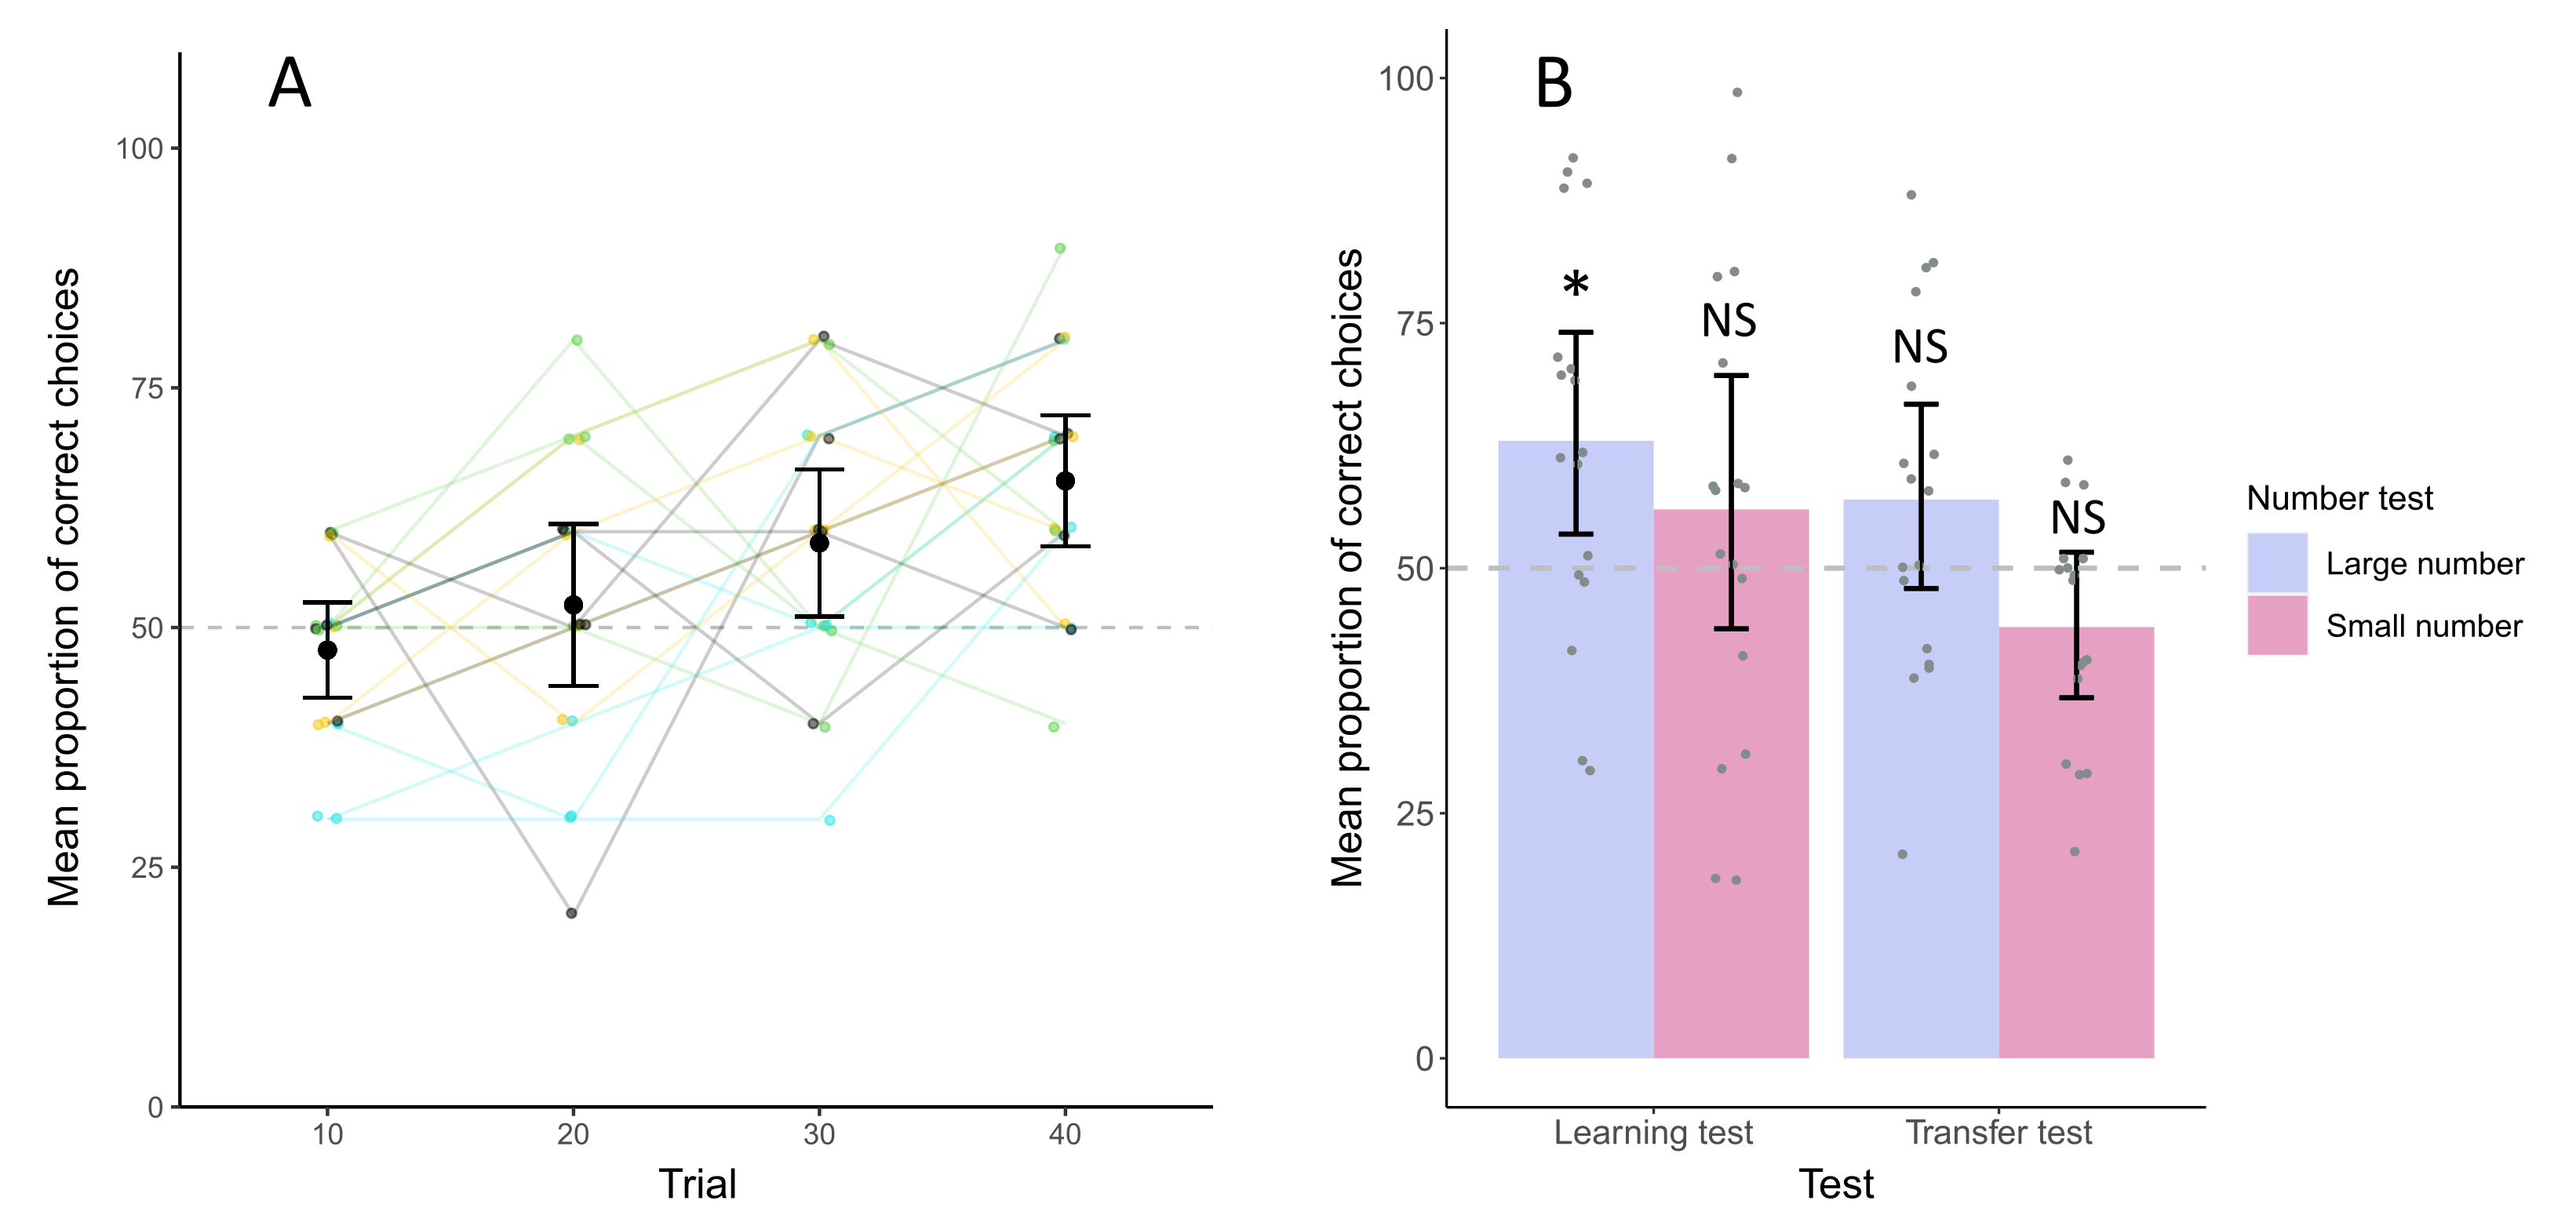 A
Mean proportion of correct choices
100
75
50
25
0
10 20 30 40
Trial
B
Mean proportion of correct choices
100
75
50
25
0
*
NS
NS
NS
Learning test Transfer test
Test
Number test
Large number
Small number